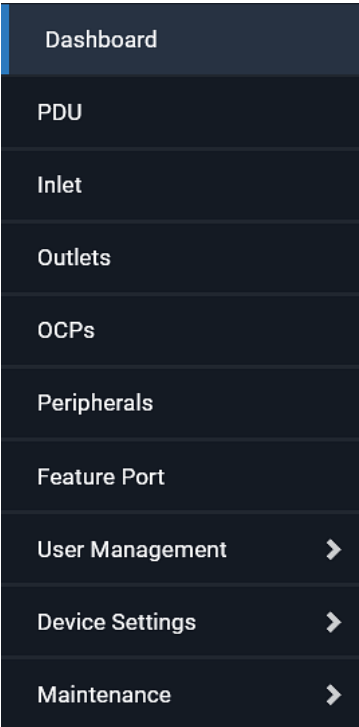 Dashboard
PDU
Inlet
Outlets
OCPs
Peripherals
Feature Port
User Management
Device Settings
Maintenance